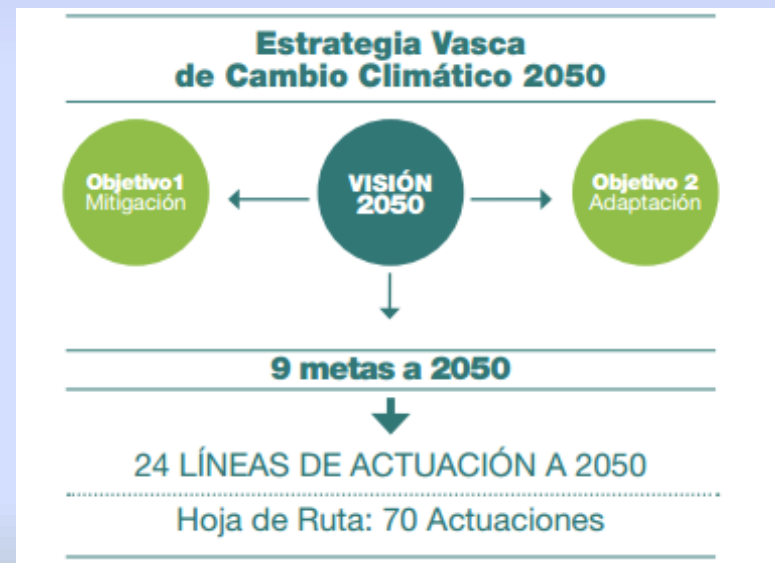 Estrategia Vasca
de Cambio Climático 2050
Objetivo1
Mitigación
VISIÓN
2050
Objetivo 2
Adaptación
9 metas a 2050
24 LÍNEAS DE ACTUACIÓN A 2050
Hoja de Ruta: 70 Actuaciones